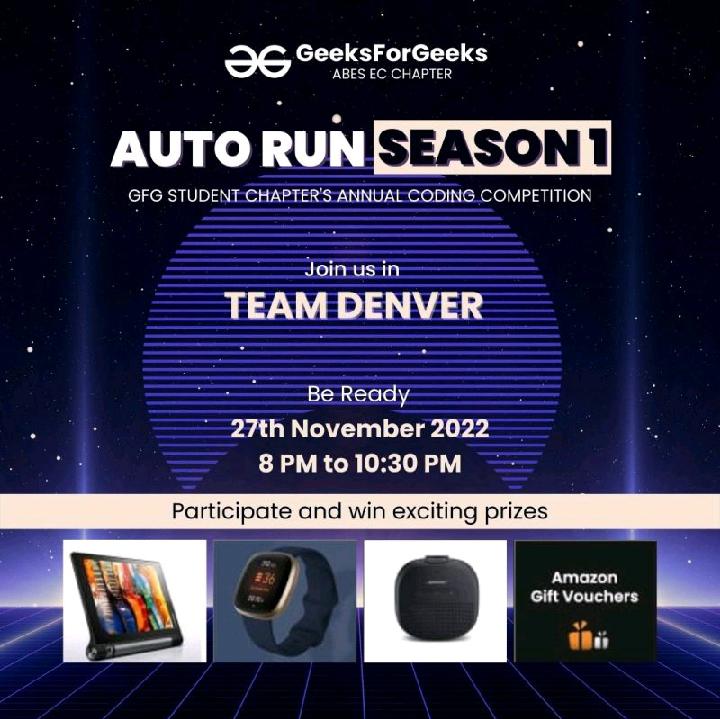 GeeksForGeeks
ABES EC CHAPTER
AUTO RUN SEASON 1
GFG STUDENT CHAPTER'S ANNUAL CODING COMPETITION
Join us in
TEAM DENVER
Be Ready
27th November 2022
8 PM to 10:30 PM
Participate and win exciting prizes
36
Amazon
Gift Vouchers